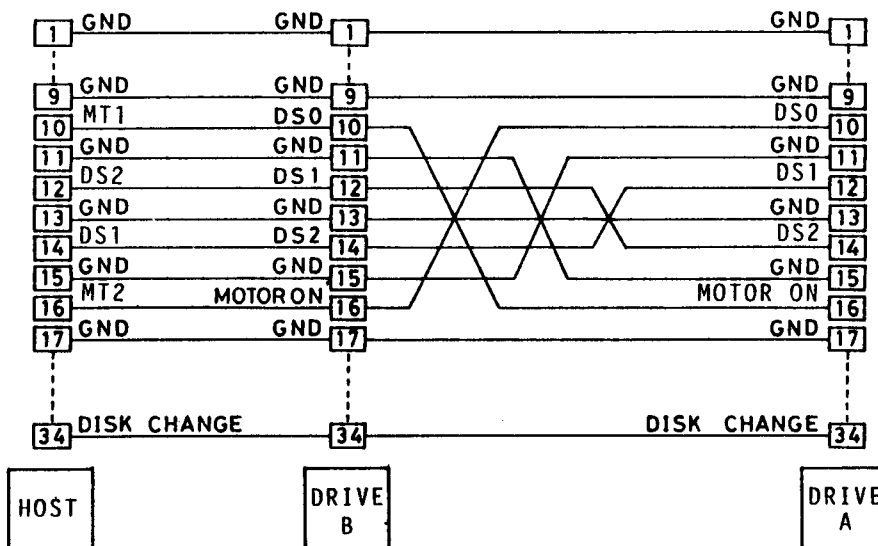 1 GND GND 1 GND 1
9 GND GND 9 GND 9
10 MT1 DS0 10 DS0 10
11 GND GND 11 GND 11
12 DS2 DS1 12 DS1 12
13 GND GND 13 GND 13
14 DS1 DS2 14 DS2 14
15 GND GND 15 GND 15
16 MT2 MOTOR ON 16 MOTOR ON 16
17 GND GND 17 GND 17
34 DISK CHANGE 34 DISK CHANGE 34
HOST DRIVE B DRIVE A